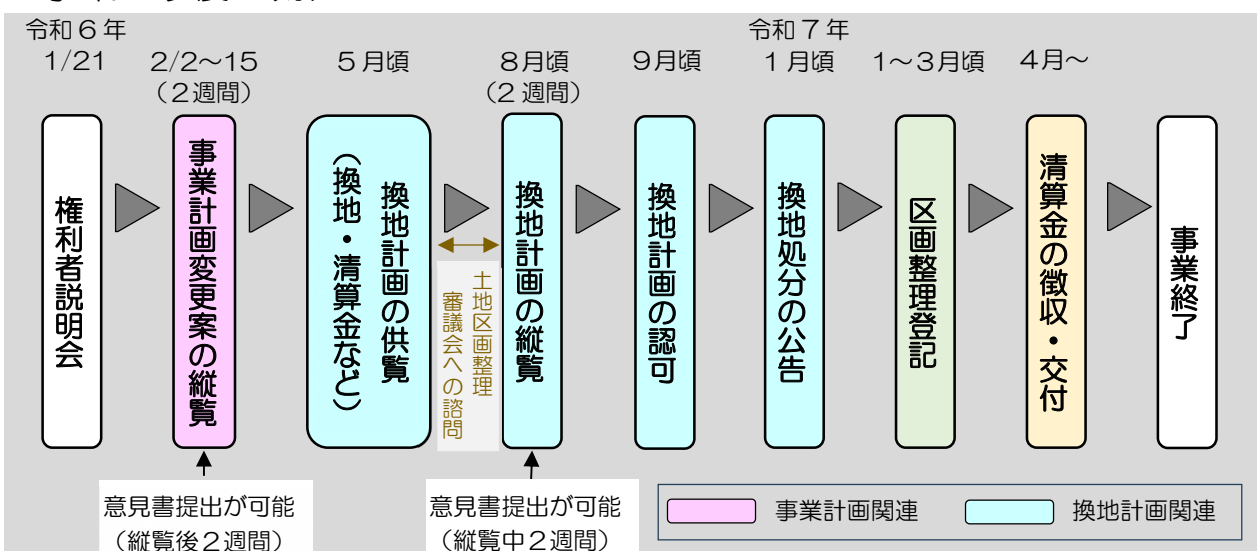 令和６年
1/21
2/2～15
（２週間）
５月頃
８月頃
（２週間）
９月頃
令和７年
１月頃
１～３月頃
４月～
権利者説明会
事業計画変更案の縦覧
換地計画の供覧
（換地・清算金など）
土地区画整理
審議会への諮問
換地計画の縦覧
換地計画の認可
換地処分の公告
区画整理登記
清算金の徴収・交付
事業終了
意見書提出が可能
（縦覧後２週間）
意見書提出が可能
（縦覧中２週間）
事業計画関連
換地計画関連